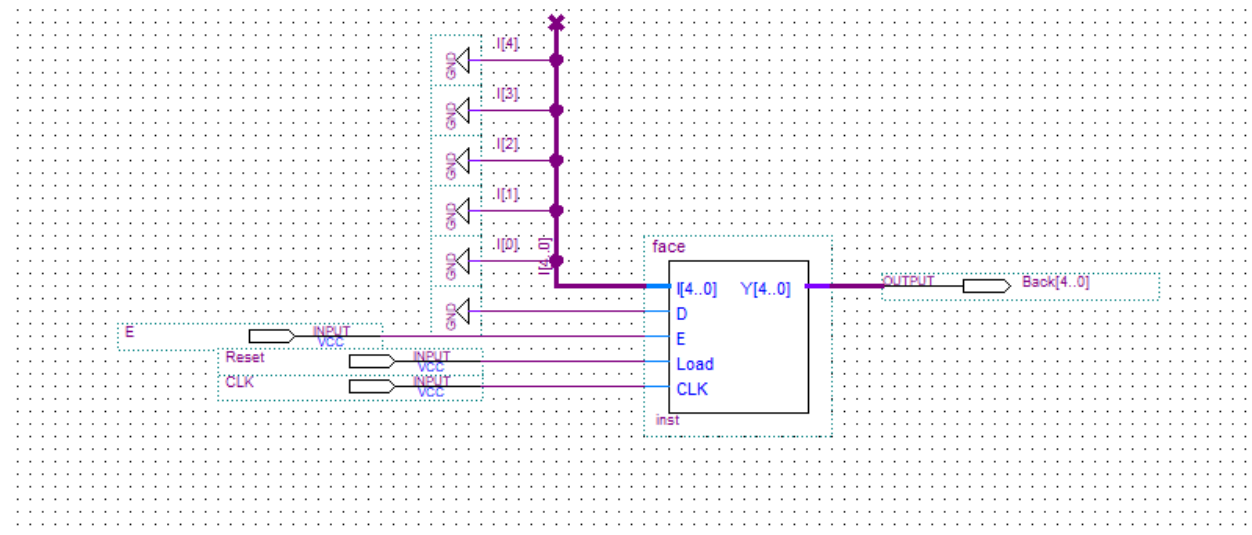 I[4]
GND
I[3]
GND
I[2]
GND
I[1]
GND
I[0]
GND
I[4..0]
face
I[4..0] Y[4..0]
OUTPUT Back[4..0]
GND
D
E INPUT
VCC
E
Reset INPUT
VCC
Load
CLK INPUT
VCC
CLK
inst